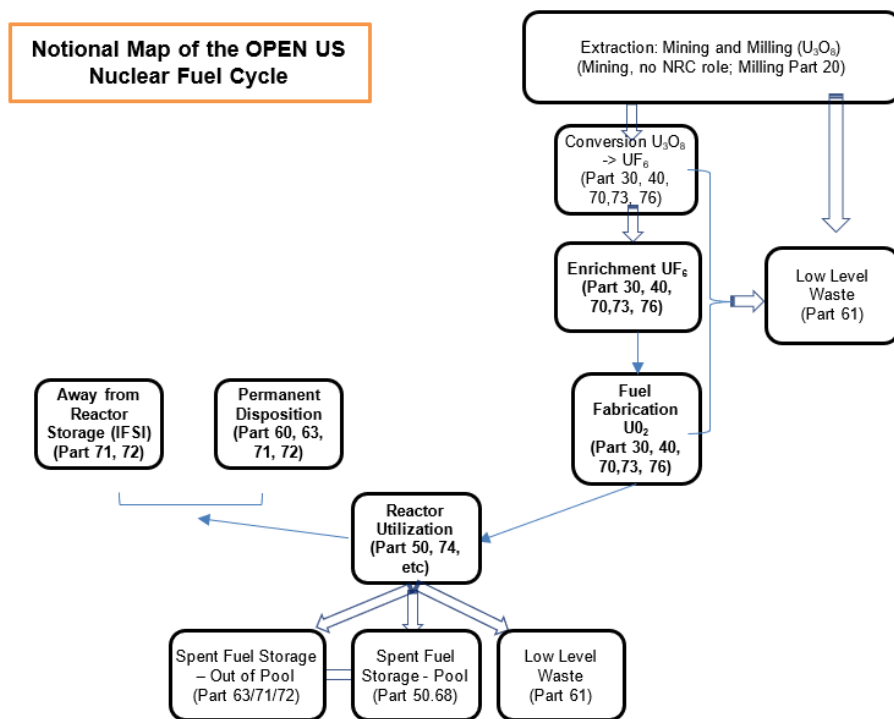 Notional Map of the OPEN US
Nuclear Fuel Cycle
Extraction: Mining and Milling (U₃O₈)
(Mining, no NRC role; Milling Part 20)
Conversion U₃O₈
-> UF₆
(Part 30, 40,
70,73, 76)
Enrichment UF₆
(Part 30, 40,
70,73, 76)
Low Level
Waste
(Part 61)
Away from
Reactor
Storage (IFSI)
(Part 71, 72)
Permanent
Disposition
(Part 60, 63,
71, 72)
Fuel
Fabrication
U0₂
(Part 30, 40,
70,73, 76)
Reactor
Utilization
(Part 50, 74,
etc)
Spent Fuel Storage
– Out of Pool
(Part 63/71/72)
Spent Fuel
Storage - Pool
(Part 50.68)
Low Level
Waste
(Part 61)